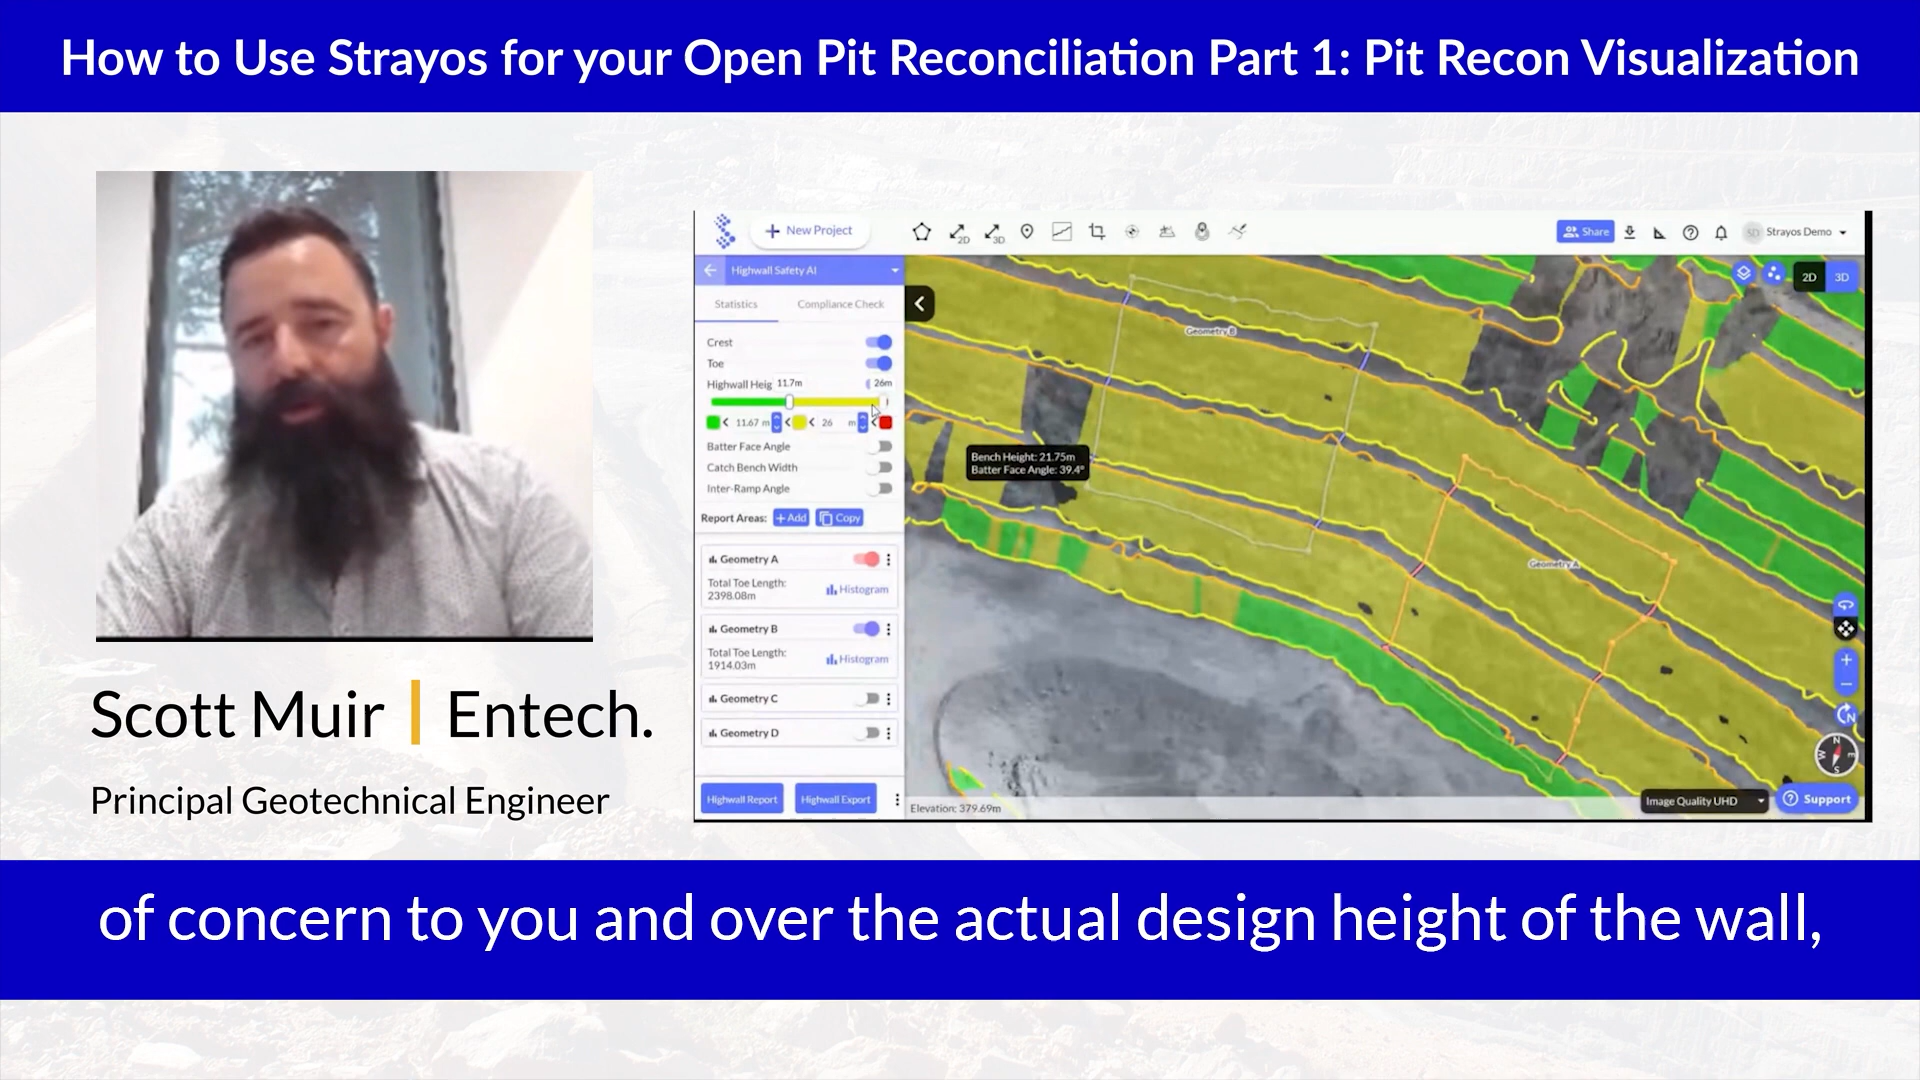 How to Use Strayos for your Open Pit Reconciliation Part 1: Pit Recon Visualization
+ New Project
2D
3D
Share
SD
Strayos Demo
Highwall Safety AI
Statistics
Compliance Check
Crest
Toe
Highwall Heig 11.7m 26m
< 11.67 m < < 26 m <
Batter Face Angle
Catch Bench Width
Inter-Ramp Angle
Report Areas: + Add Copy
Geometry A
Total Toe Length:
2398.08m
Histogram
Geometry B
Total Toe Length:
1914.03m
Histogram
Geometry C
Geometry D
Highwall Report
Highwall Export
2D 3D
Geometry B
Bench Height: 21.75m
Batter Face Angle: 39.4°
Geometry A
N
N
W E
S
Elevation: 379.69m
Image Quality UHD
Support
Scott Muir | Entech.
Principal Geotechnical Engineer
of concern to you and over the actual design height of the wall,